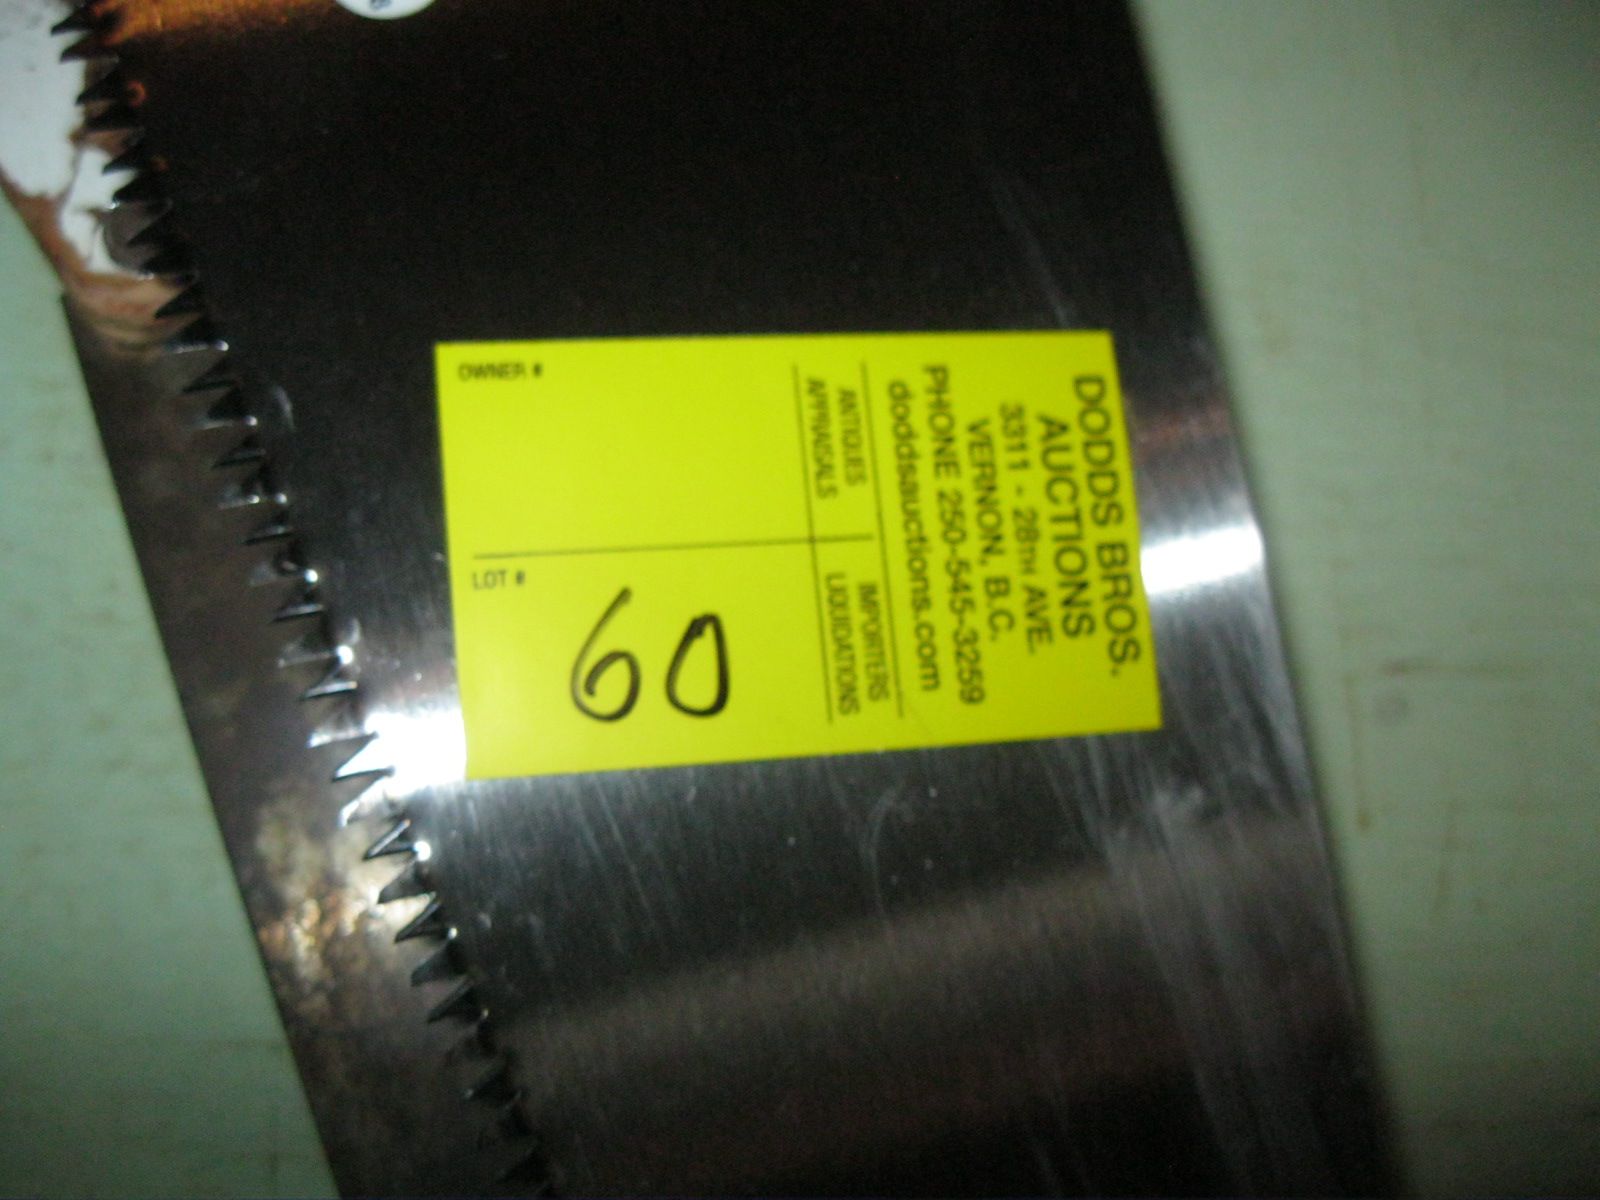 DODDS BROS.
AUCTIONS
3311 - 28TH AVE.
VERNON, B.C.
PHONE 250-545-3259
doddsauctions.com
ANTIQUES IMPORTERS
APPRAISALS LIQUIDATIONS
OWNER #
LOT #
60